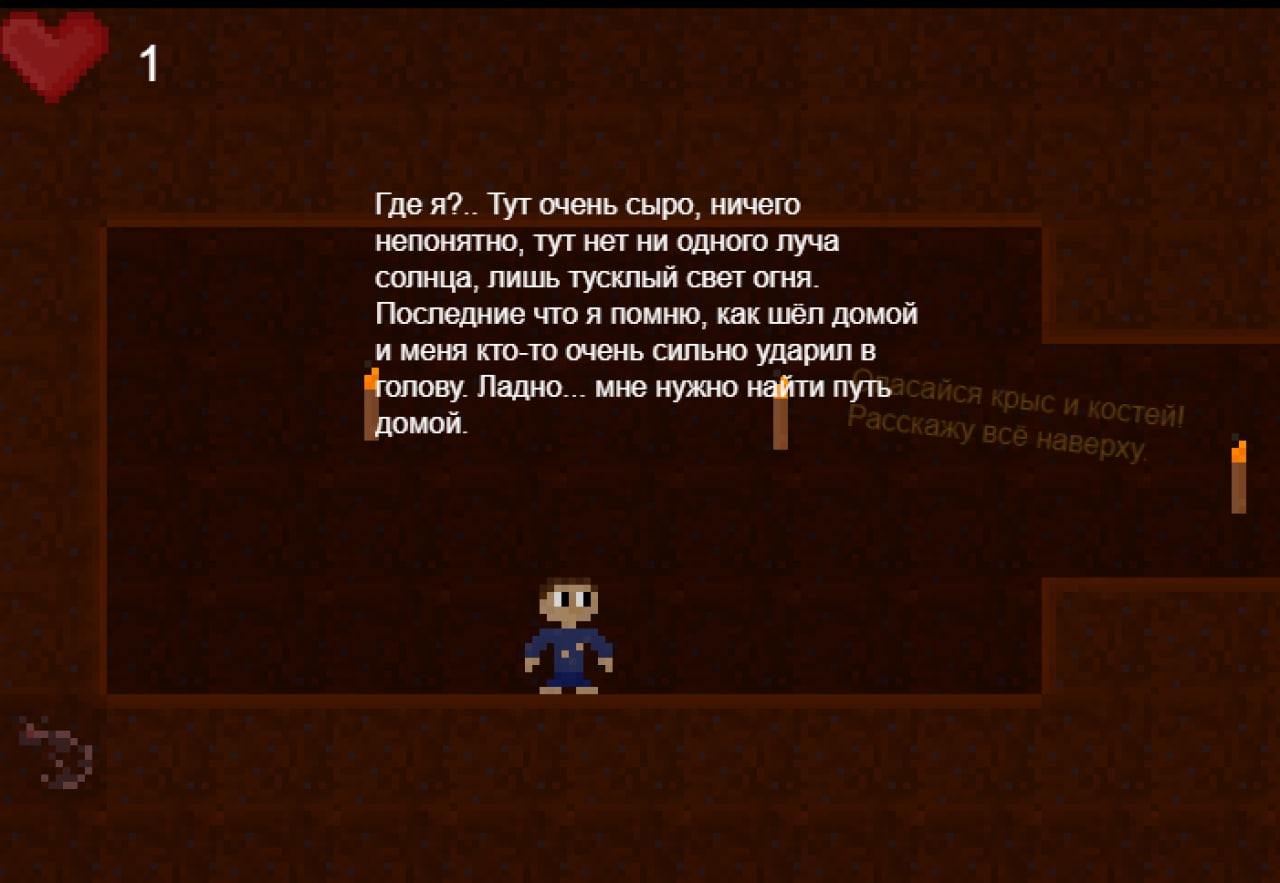 1
Где я?.. Тут очень сыро, ничего
непонятно, тут нет ни одного луча
солнца, лишь тусклый свет огня.
Последние что я помню, как шёл домой
и меня кто-то очень сильно ударил в
голову. Ладно... мне нужно найти путь
домой.
Опасайся крыс и костей!
Расскажу всё наверху.